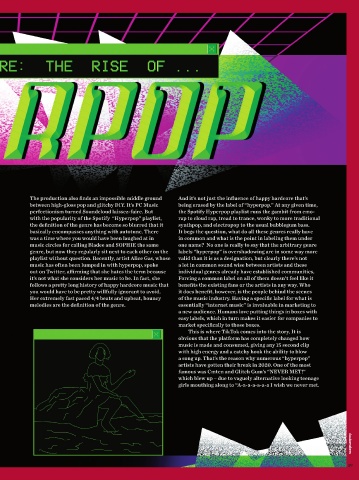 RE: THE RISE OF ...
RPOP
The production also finds an impossible middle ground
between high-gloss pop and glitchy DIY. It's PC Music
perfectionism turned Soundcloud laissez-faire. But
with the popularity of the Spotify "Hyperpop" playlist,
the definition of the genre has become so blurred that it
basically encompasses anything with autotune. There
was a time where you would have been laughed at in
music circles for calling Bladee and SOPHIE the same
genre, but now they regularly sit next to each other on the
playlist without question. Recently, artist Alice Gas, whose
music has often been lumped in with hyperpop, spoke
out on Twitter, affirming that she hates the term because
it's not what she considers her music to be. In fact, she
follows a pretty long history of happy hardcore music that
you would have to be pretty willfully ignorant to avoid.
Her extremely fast paced 4/4 beats and upbeat, bouncy
melodies are the definition of the genre.
And it's not just the influence of happy hardcore that's
being erased by the label of "hyperpop." At any given time,
the Spotify Hyperpop playlist runs the gambit from emo-
rap to cloud rap, tread to trance, wonky to more traditional
synthpop, and electropop to the usual bubblegum bass.
It begs the question, what do all these genres really have
in common and what is the point in labeling them under
one name? No one is really to say that the arbitrary genre
labels "hyperpop" is overshadowing are in some way more
valid than it is as a designation, but clearly there's not
a lot in common sound wise between artists and these
individual genres already have established communities.
Forcing a common label on all of them doesn't feel like it
benefits the existing fans or the artists in any way. Who
it does benefit, however, is the people behind the scenes
of the music industry. Having a specific label for what is
essentially "internet music" is invaluable in marketing to
a new audience. Humans love putting things in boxes with
easy labels, which in turn makes it easier for companies to
market specifically to those boxes.
This is where TikTok comes into the story. It is
obvious that the platform has completely changed how
music is made and consumed, giving any 15 second clip
with high energy and a catchy hook the ability to blow
a song up. That's the reason why numerous "hyperpop"
artists have gotten their break in 2020. One of the most
famous was Cmten and Glitch Gum's "NEVER MET!"
which blew up – due to vaguely alternative looking teenage
girls mouthing along to "A-a-a-a-a-a-a I wish we never met.